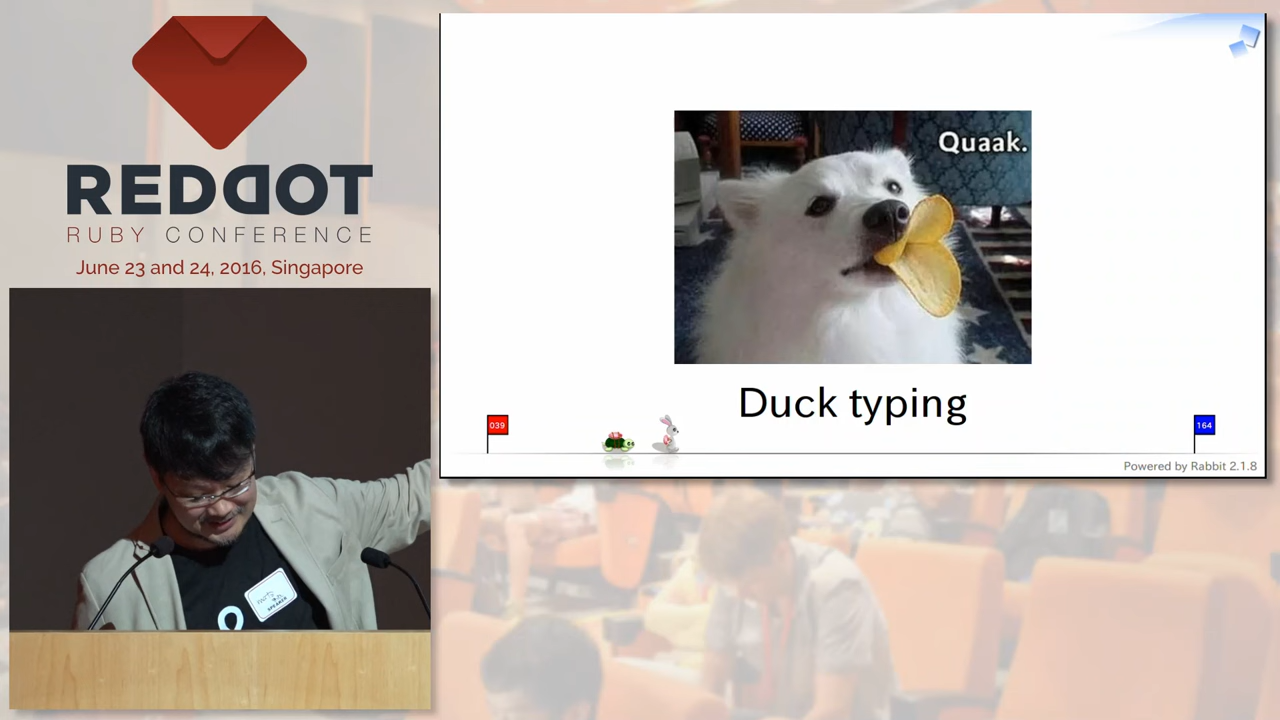 REDDOT
RUBY CONFERENCE
June 23 and 24, 2016, Singapore
SPEAKER
Quaak.
Duck typing
039
164
Powered by Rabbit 2.1.8